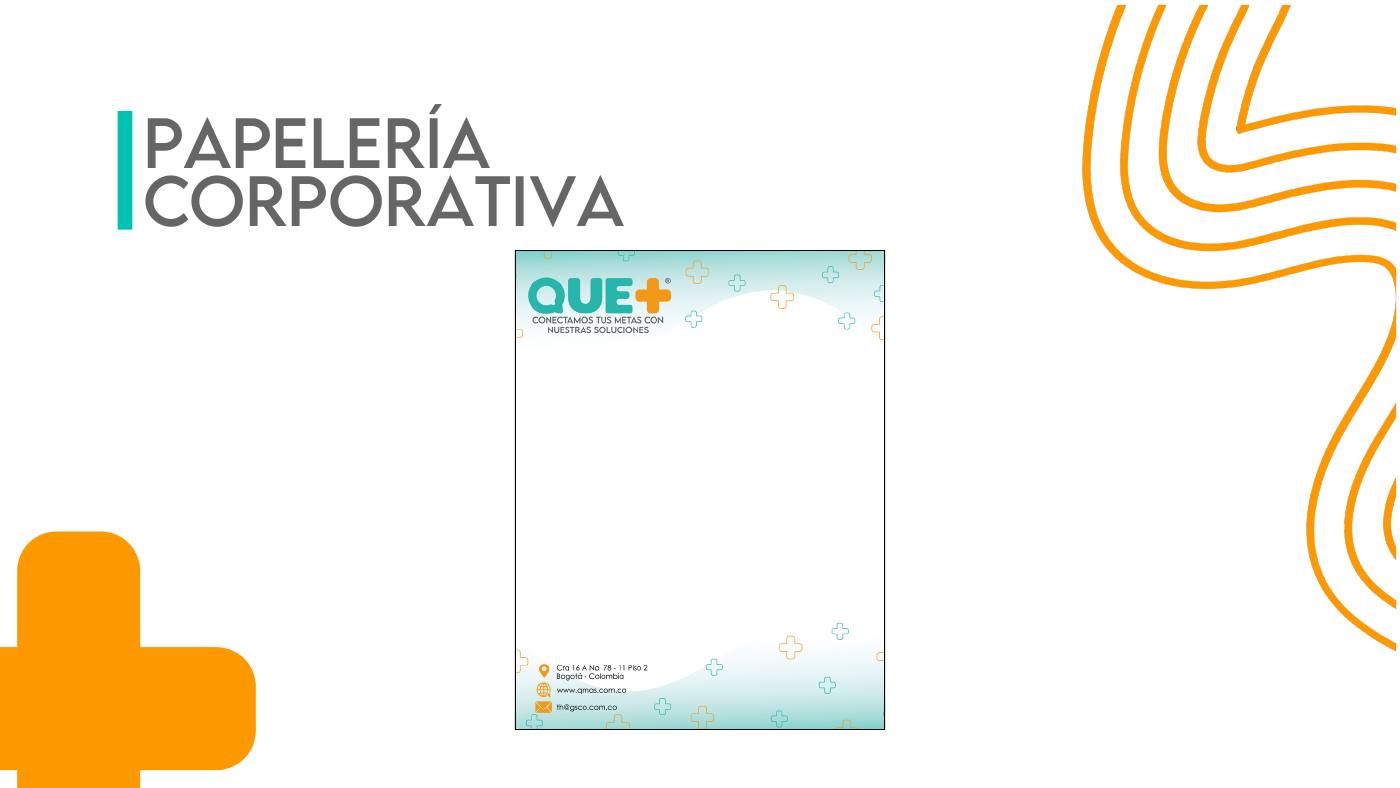 PAPELERÍA
CORPORATIVA
QUE+®
CONECTAMOS TUS METAS CON
NUESTRAS SOLUCIONES
Cra 16 A No 78 - 11 Piso 2
Bogotá - Colombia
www.qmas.com.co
th@gsco.com.co